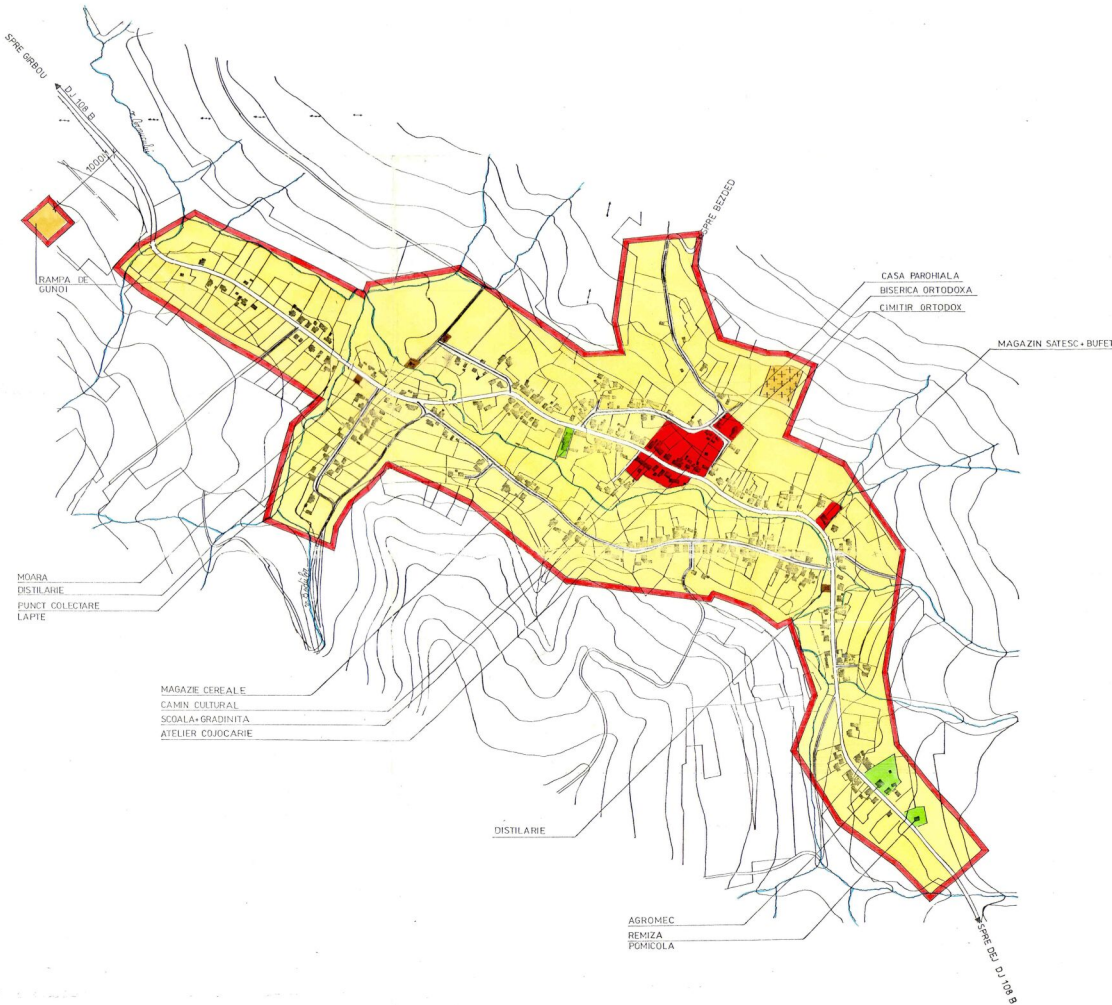 SPRE GIRBOU
DJ 108 B
1000M
RAMPA DE
GUNOI
SPRE BEZDED
CASA PAROHIALA
BISERICA ORTODOXA
CIMITIR ORTODOX
MAGAZIN SATESC+BUFET
MOARA
DISTILARIE
PUNCT COLECTARE
LAPTE
MAGAZIE CEREALE
CAMIN CULTURAL
SCOALA+GRADINITA
ATELIER COJOCARIE
DISTILARIE
AGROMEC
REMIZA
POMICOLA
SPRE DEJ DJ 108 B